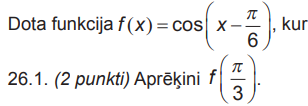 Dota funkcija f(x) = cos(x − π/6), kur
26.1. (2 punkti) Aprēķini f(π/3).